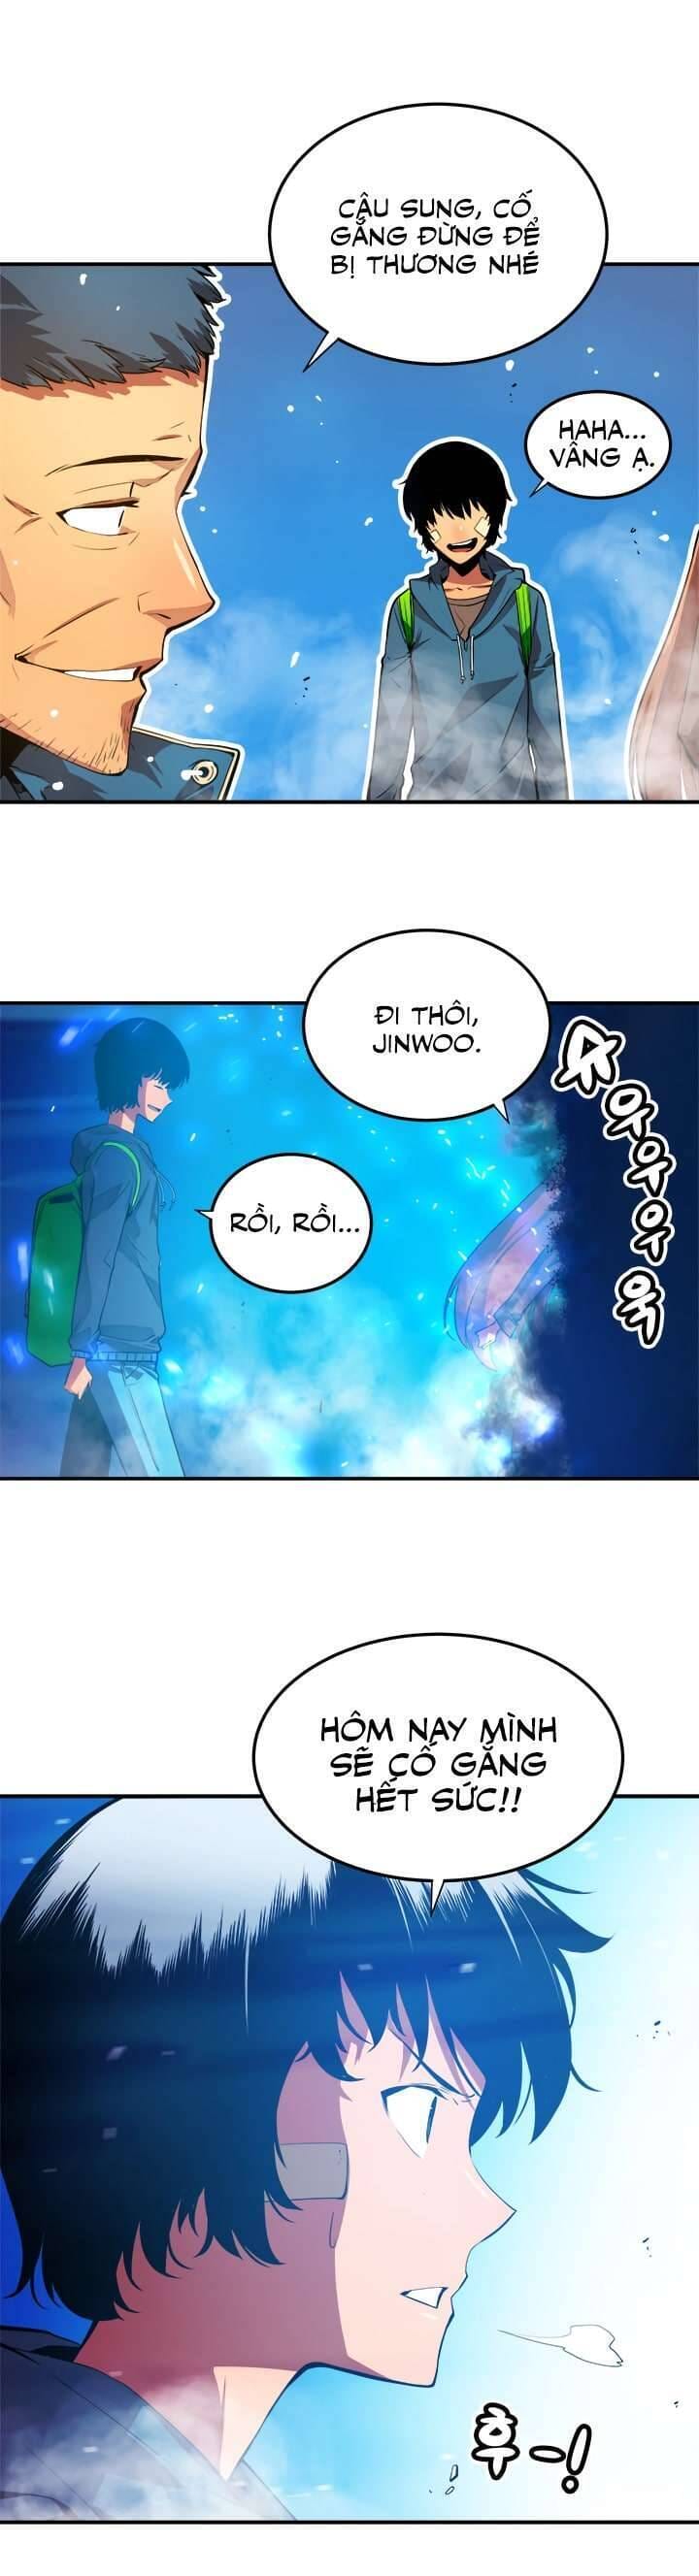 CẬU SUNG, CỐ
GẮNG ĐỪNG ĐỂ
BỊ THƯƠNG NHÉ
HAHA...
VÂNG Ạ.
ĐI THÔI,
JINWOO.
슈우우우욱
RỒI, RỒI...
HÔM NAY MÌNH
SẼ CỐ GẮNG
HẾT SỨC!!
후-!